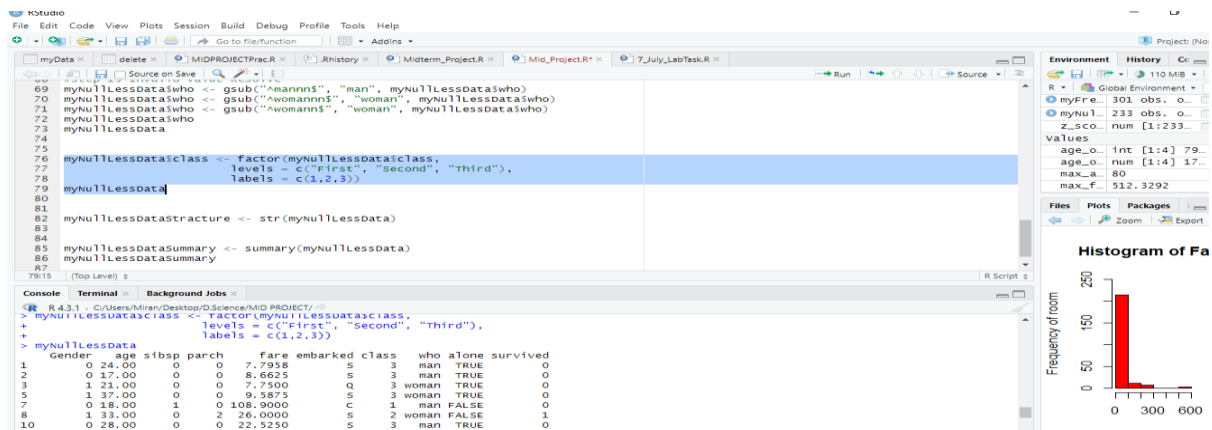 RStudio
File Edit Code View Plots Session Build Debug Profile Tools Help
Go to file/function Addins
Project: (No
myData delete MIDPROJECTPrac.R .Rhistory Midterm_Project.R Mid_Project.R* 7_July_LabTask.R
Source on Save Run Source
69 myNullLessData$who <- gsub("^mannn$", "man", myNullLessData$who)
70 myNullLessData$who <- gsub("^womannn$", "woman", myNullLessData$who)
71 myNullLessData$who <- gsub("^womann$", "woman", myNullLessData$who)
72 myNullLessData$who
73 myNullLessData
74
75
76 myNullLessData$class <- factor(myNullLessData$class,
77 levels = c("First", "Second", "Third"),
78 labels = c(1,2,3))
79 myNullLessData
80
81
82 myNullLessDataStracture <- str(myNullLessData)
83
84
85 myNullLessDataSummary <- summary(myNullLessData)
86 myNullLessDataSummary
87
79:15 (Top Level) R Script
Console Terminal Background Jobs
R 4.3.1 · C:/Users/Miran/Desktop/D.Science/MID PROJECT/
> myNullLessData$class <- factor(myNullLessData$class,
+ levels = c("First", "Second", "Third"),
+ labels = c(1,2,3))
> myNullLessData
Gender age sibsp parch fare embarked class who alone survived
1 0 24.00 0 0 7.7958 S 3 man TRUE 0
2 0 17.00 0 0 8.6625 S 3 man TRUE 0
3 1 21.00 0 0 7.7500 Q 3 woman TRUE 0
5 1 37.00 0 0 9.5875 S 3 woman TRUE 0
7 0 18.00 1 0 108.9000 C 1 man FALSE 0
8 1 33.00 0 2 26.0000 S 2 woman FALSE 1
10 0 28.00 0 0 22.5250 S 3 man TRUE 0
Environment History Co
110 MiB
R Global Environment
myFre… 301 obs. o…
myNul… 233 obs. o…
z_sco… num [1:233…
Values
age_o… int [1:4] 79…
age_o… num [1:4] 17…
max_a… 80
max_f… 512.3292
Files Plots Packages
Zoom Export
Histogram of Fa
Frequency of room
250
150
50
0
0 300 600